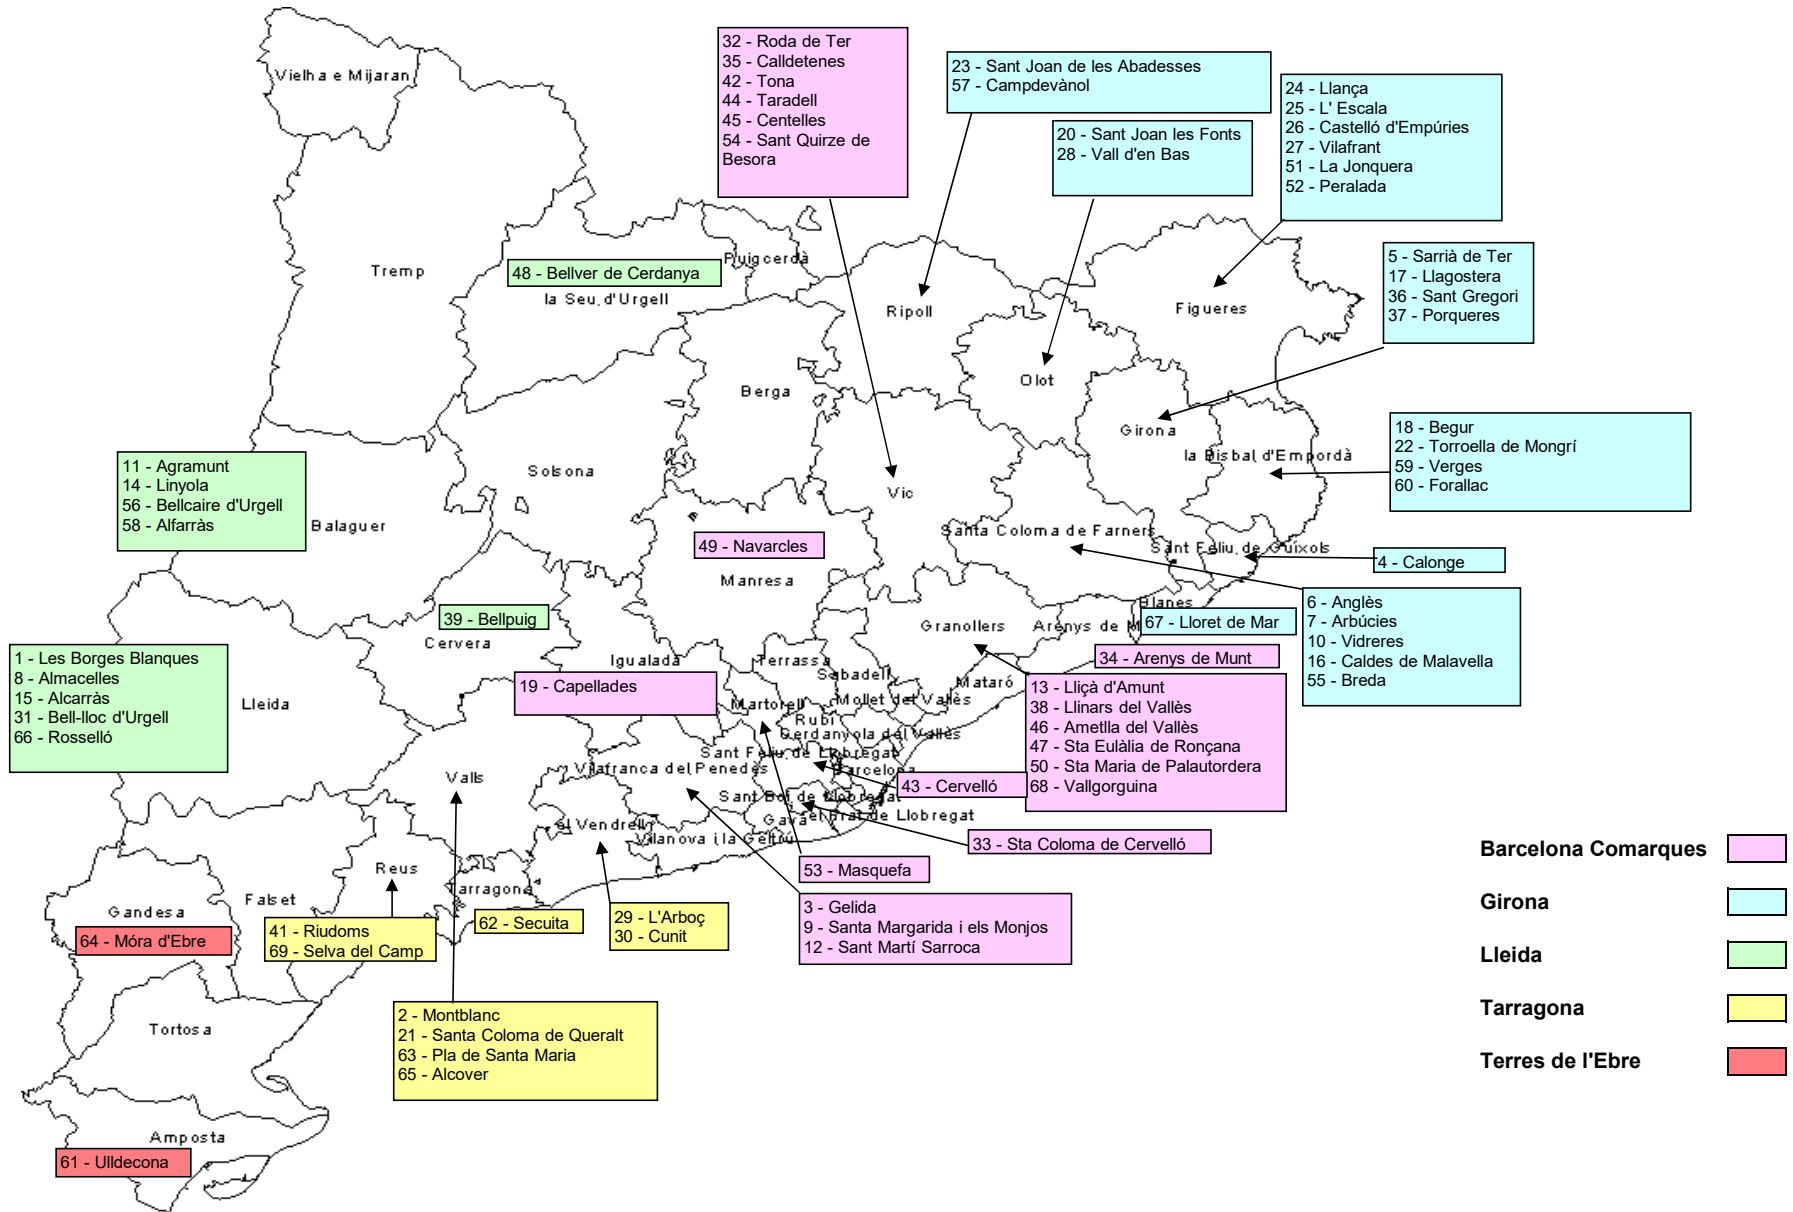 32 - Roda de Ter
35 - Calldetenes
42 - Tona
44 - Taradell
45 - Centelles
54 - Sant Quirze de
Besora
23 - Sant Joan de les Abadesses
57 - Campdevànol
20 - Sant Joan les Fonts
28 - Vall d'en Bas
24 - Llança
25 - L' Escala
26 - Castelló d'Empúries
27 - Vilafrant
51 - La Jonquera
52 - Peralada
5 - Sarrià de Ter
17 - Llagostera
36 - Sant Gregori
37 - Porqueres
Vielha e Mijaran
Tremp
48 - Bellver de Cerdanya
la Seu d'Urgell
Puigcerdà
Ripoll
Figueres
Olot
Berga
Girona
la Bisbal d'Empordà
18 - Begur
22 - Torroella de Mongrí
59 - Verges
60 - Forallac
11 - Agramunt
14 - Linyola
56 - Bellcaire d'Urgell
58 - Alfarràs
Balaguer
Solsona
Vic
Santa Coloma de Farners
Sant Feliu de Guíxols
4 - Calonge
49 - Navarcles
Manresa
39 - Bellpuig
Cervera
Igualada
Terrassa
Sabadell
Granollers
Arenys de M
Blanes
67 - Lloret de Mar
34 - Arenys de Munt
6 - Anglès
7 - Arbúcies
10 - Vidreres
16 - Caldes de Malavella
55 - Breda
1 - Les Borges Blanques
8 - Almacelles
15 - Alcarràs
31 - Bell-lloc d'Urgell
66 - Rosselló
Lleida
19 - Capellades
Martorell
Mollet del Vallès
Mataró
Rubí
Cerdanyola del Vallès
13 - Lliçà d'Amunt
38 - Llinars del Vallès
46 - Ametlla del Vallès
47 - Sta Eulàlia de Ronçana
50 - Sta Maria de Palautordera
68 - Vallgorguina
Valls
Vilafranca del Penedès
Sant Feliu de Llobregat
Barcelona
43 - Cervelló
Sant Boi de Llobregat
Gavà
el Prat de Llobregat
el Vendrell
Vilanova i la Geltrú
33 - Sta Coloma de Cervelló
53 - Masquefa
Reus
Tarragona
Falset
Gandesa
64 - Móra d'Ebre
41 - Riudoms
69 - Selva del Camp
62 - Secuita
29 - L'Arboç
30 - Cunit
3 - Gelida
9 - Santa Margarida i els Monjos
12 - Sant Martí Sarroca
Tortosa
2 - Montblanc
21 - Santa Coloma de Queralt
63 - Pla de Santa Maria
65 - Alcover
Amposta
61 - Ulldecona
Barcelona Comarques
Girona
Lleida
Tarragona
Terres de l'Ebre